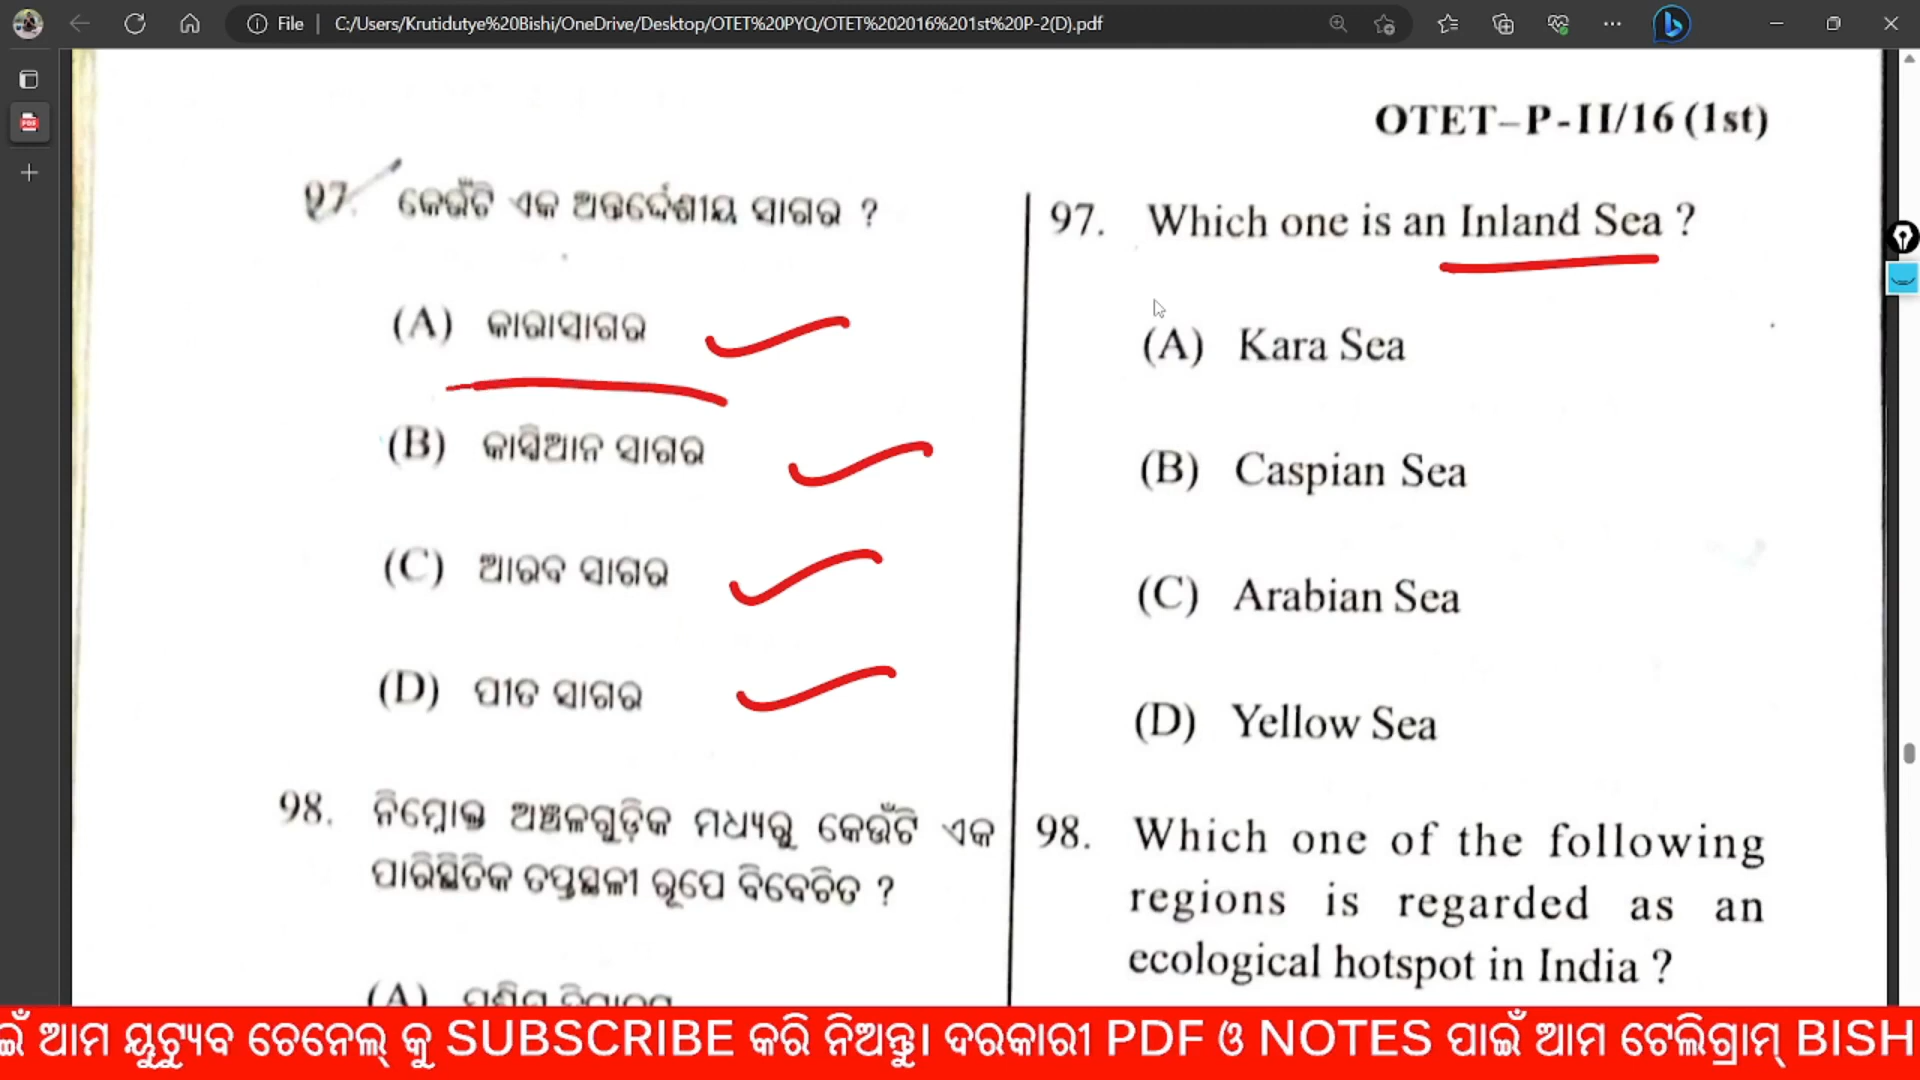 File | C:/Users/Krutidutye%20Bishi/OneDrive/Desktop/OTET%20PYQ/OTET%202016%201st%20P-2(D).pdf
OTET–P-II/16 (1st)
97. କେଉଁଟି ଏକ ଅନ୍ତର୍ଦେଶୀୟ ସାଗର ?
(A) କାରାସାଗର
(B) କାସ୍ପିଆନ ସାଗର
(C) ଆରବ ସାଗର
(D) ପୀତ ସାଗର
98. ନିମ୍ନୋକ୍ତ ଅଞ୍ଚଳଗୁଡ଼ିକ ମଧ୍ୟରୁ କେଉଁଟି ଏକ
ପାରିସ୍ଥିତିକ ତପ୍ତସ୍ଥଳୀ ରୂପେ ବିବେଚିତ ?
(A)
97. Which one is an Inland Sea ?
(A) Kara Sea
(B) Caspian Sea
(C) Arabian Sea
(D) Yellow Sea
98. Which one of the following
regions is regarded as an
ecological hotspot in India ?
ଇଁ ଆମ ୟୁଟ୍ୟୁବ ଚେନେଲ୍ କୁ SUBSCRIBE କରି ନିଅନ୍ତୁ। ଦରକାରୀ PDF ଓ NOTES ପାଇଁ ଆମ ଟେଲିଗ୍ରାମ୍ BISH